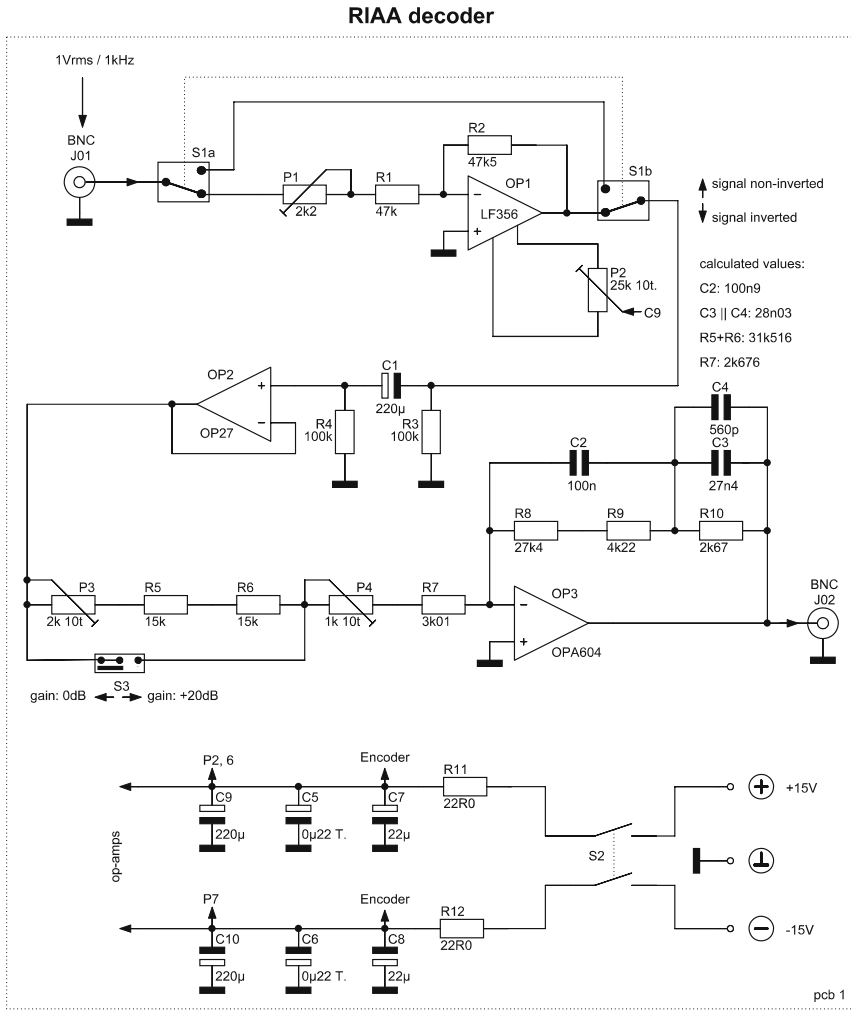 RIAA decoder
1Vrms / 1kHz
BNC
J01
S1a
P1
2k2
R1
47k
R2
47k5
OP1
LF356
S1b
signal non-inverted
signal inverted
P2
25k 10t.
C9
calculated values:
C2: 100n9
C3 || C4: 28n03
R5+R6: 31k516
R7: 2k676
OP2
OP27
C1
220µ
R4
100k
R3
100k
C4
560p
C2
100n
C3
27n4
R8
27k4
R9
4k22
R10
2k67
P3
2k 10t
R5
15k
R6
15k
P4
1k 10t
R7
3k01
OP3
OPA604
BNC
J02
S3
gain: 0dB
gain: +20dB
P2, 6
Encoder
R11
22R0
C9
220µ
C5
0µ22 T.
C7
22µ
+15V
op-amps
S2
P7
Encoder
R12
22R0
C10
220µ
C6
0µ22 T.
C8
22µ
-15V
pcb 1